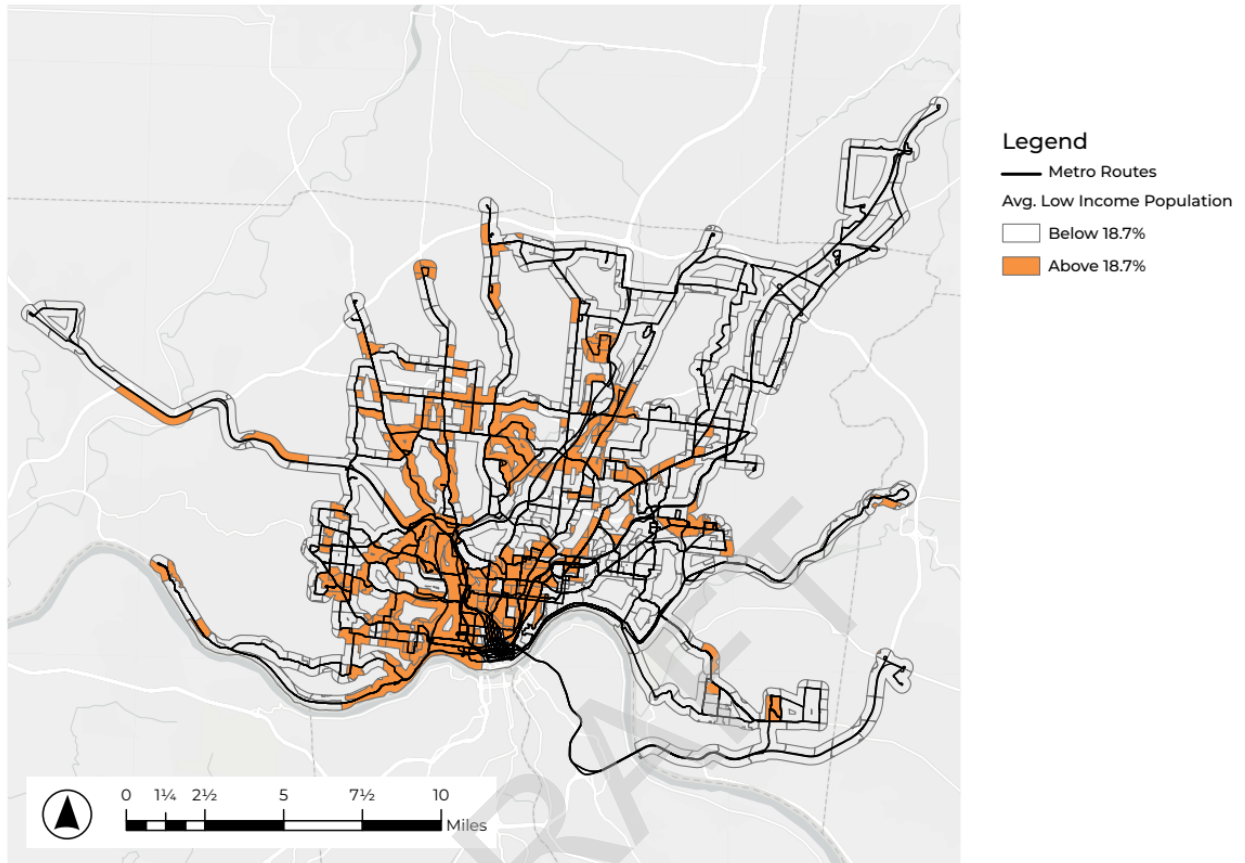 Legend
Metro Routes
Avg. Low Income Population
Below 18.7%
Above 18.7%
0 1¼ 2½ 5 7½ 10
Miles
DRAFT